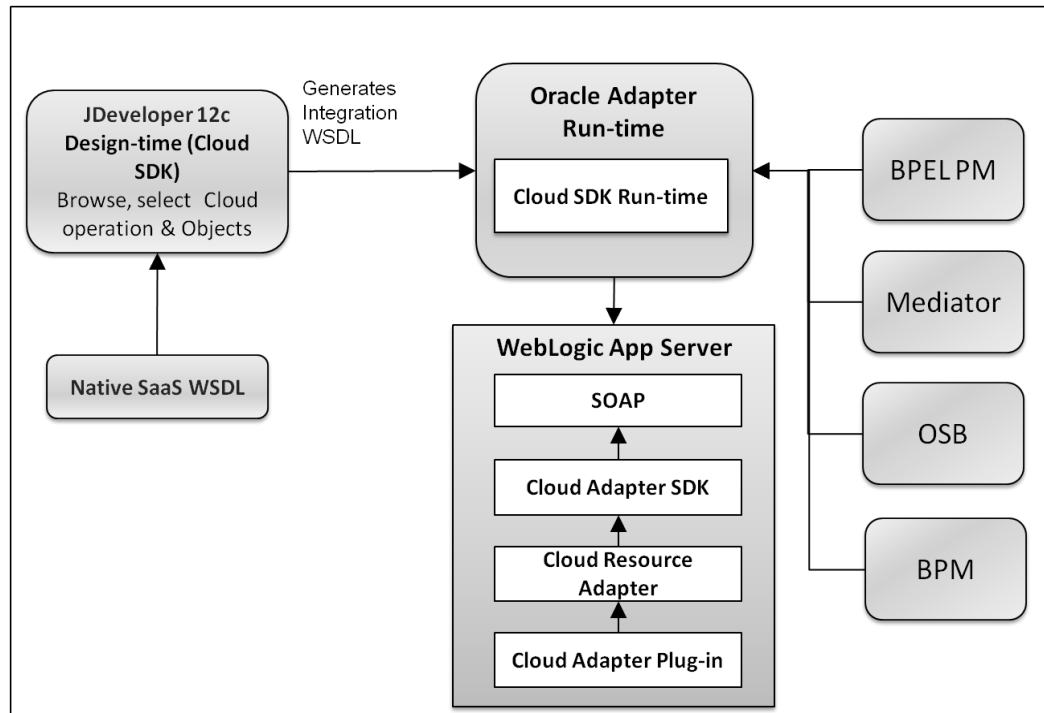 JDeveloper 12c
Design-time (Cloud
SDK)
Browse, select Cloud
operation & Objects
Generates
Integration
WSDL
Oracle Adapter
Run-time
Cloud SDK Run-time
Native SaaS WSDL
WebLogic App Server
SOAP
Cloud Adapter SDK
Cloud Resource
Adapter
Cloud Adapter Plug-in
BPEL PM
Mediator
OSB
BPM